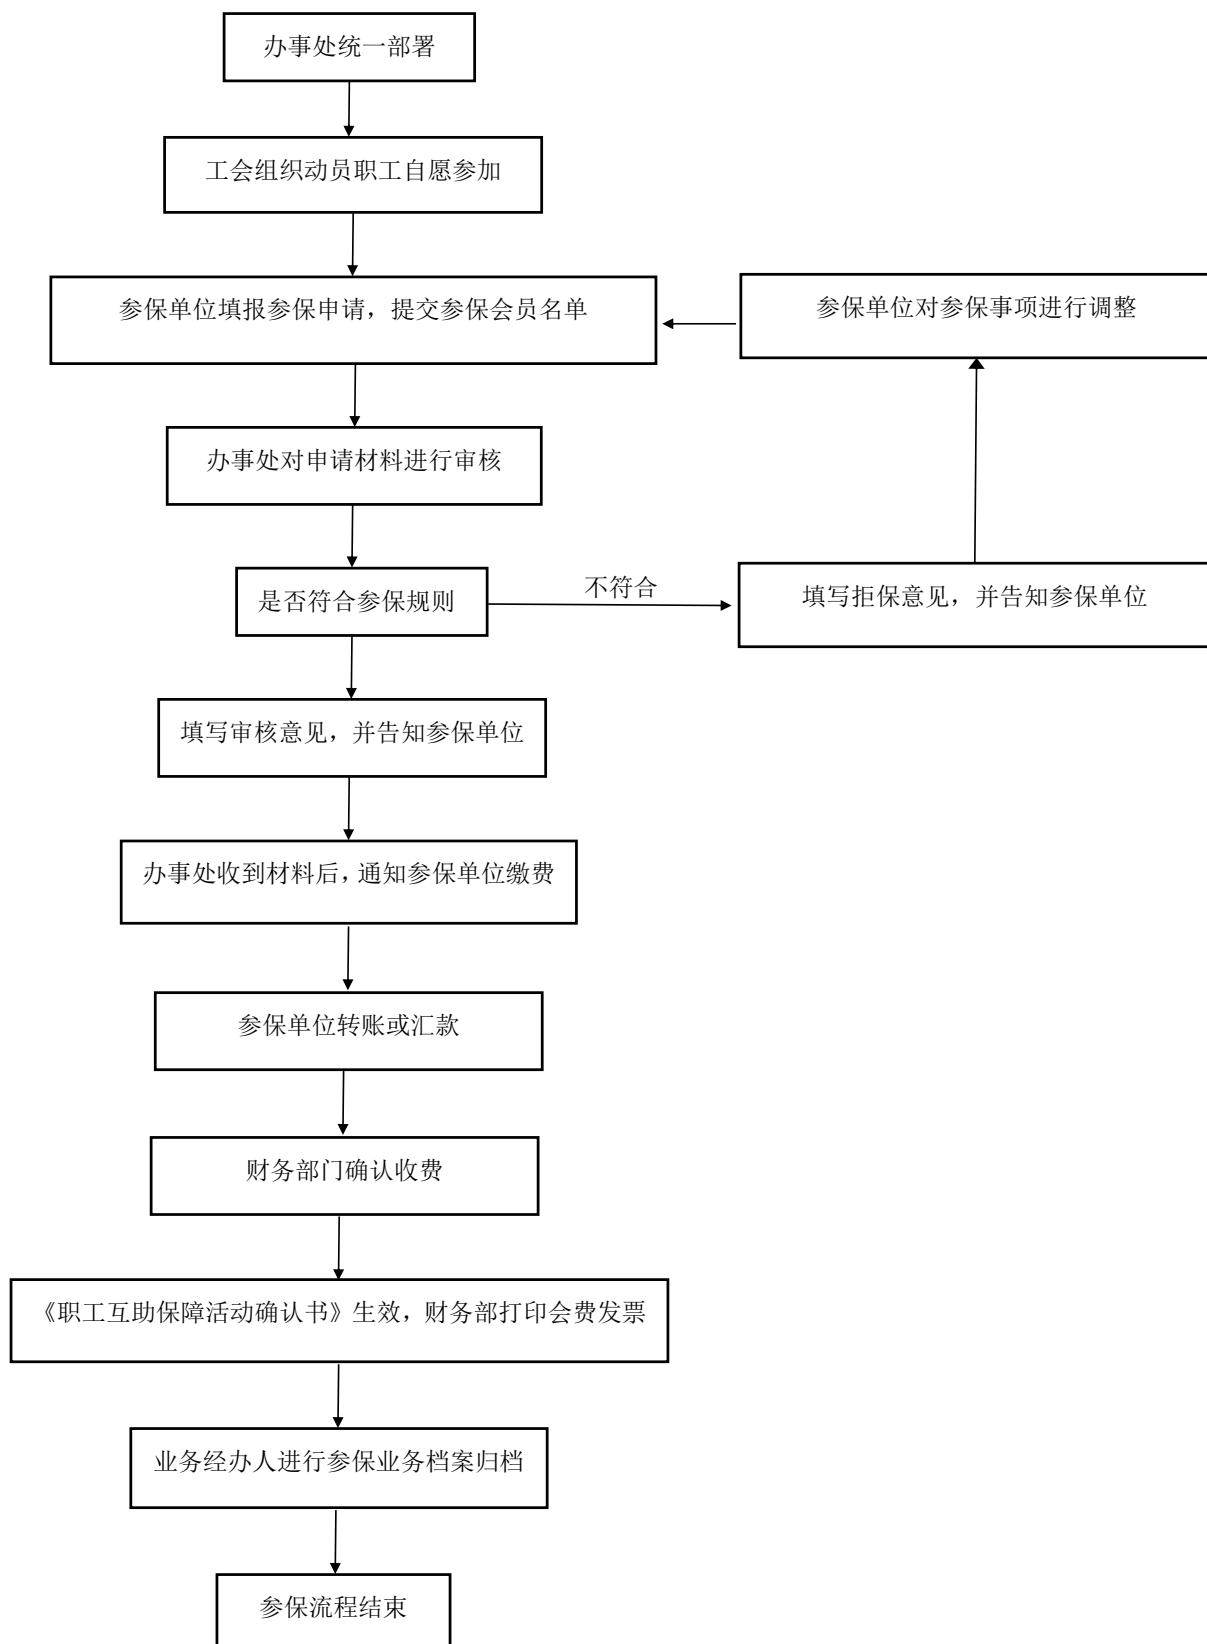 办事处统一部署
工会组织动员职工自愿参加
参保单位填报参保申请，提交参保会员名单
参保单位对参保事项进行调整
办事处对申请材料进行审核
是否符合参保规则
不符合
填写拒保意见，并告知参保单位
填写审核意见，并告知参保单位
办事处收到材料后，通知参保单位缴费
参保单位转账或汇款
财务部门确认收费
《职工互助保障活动确认书》生效，财务部打印会费发票
业务经办人进行参保业务档案归档
参保流程结束